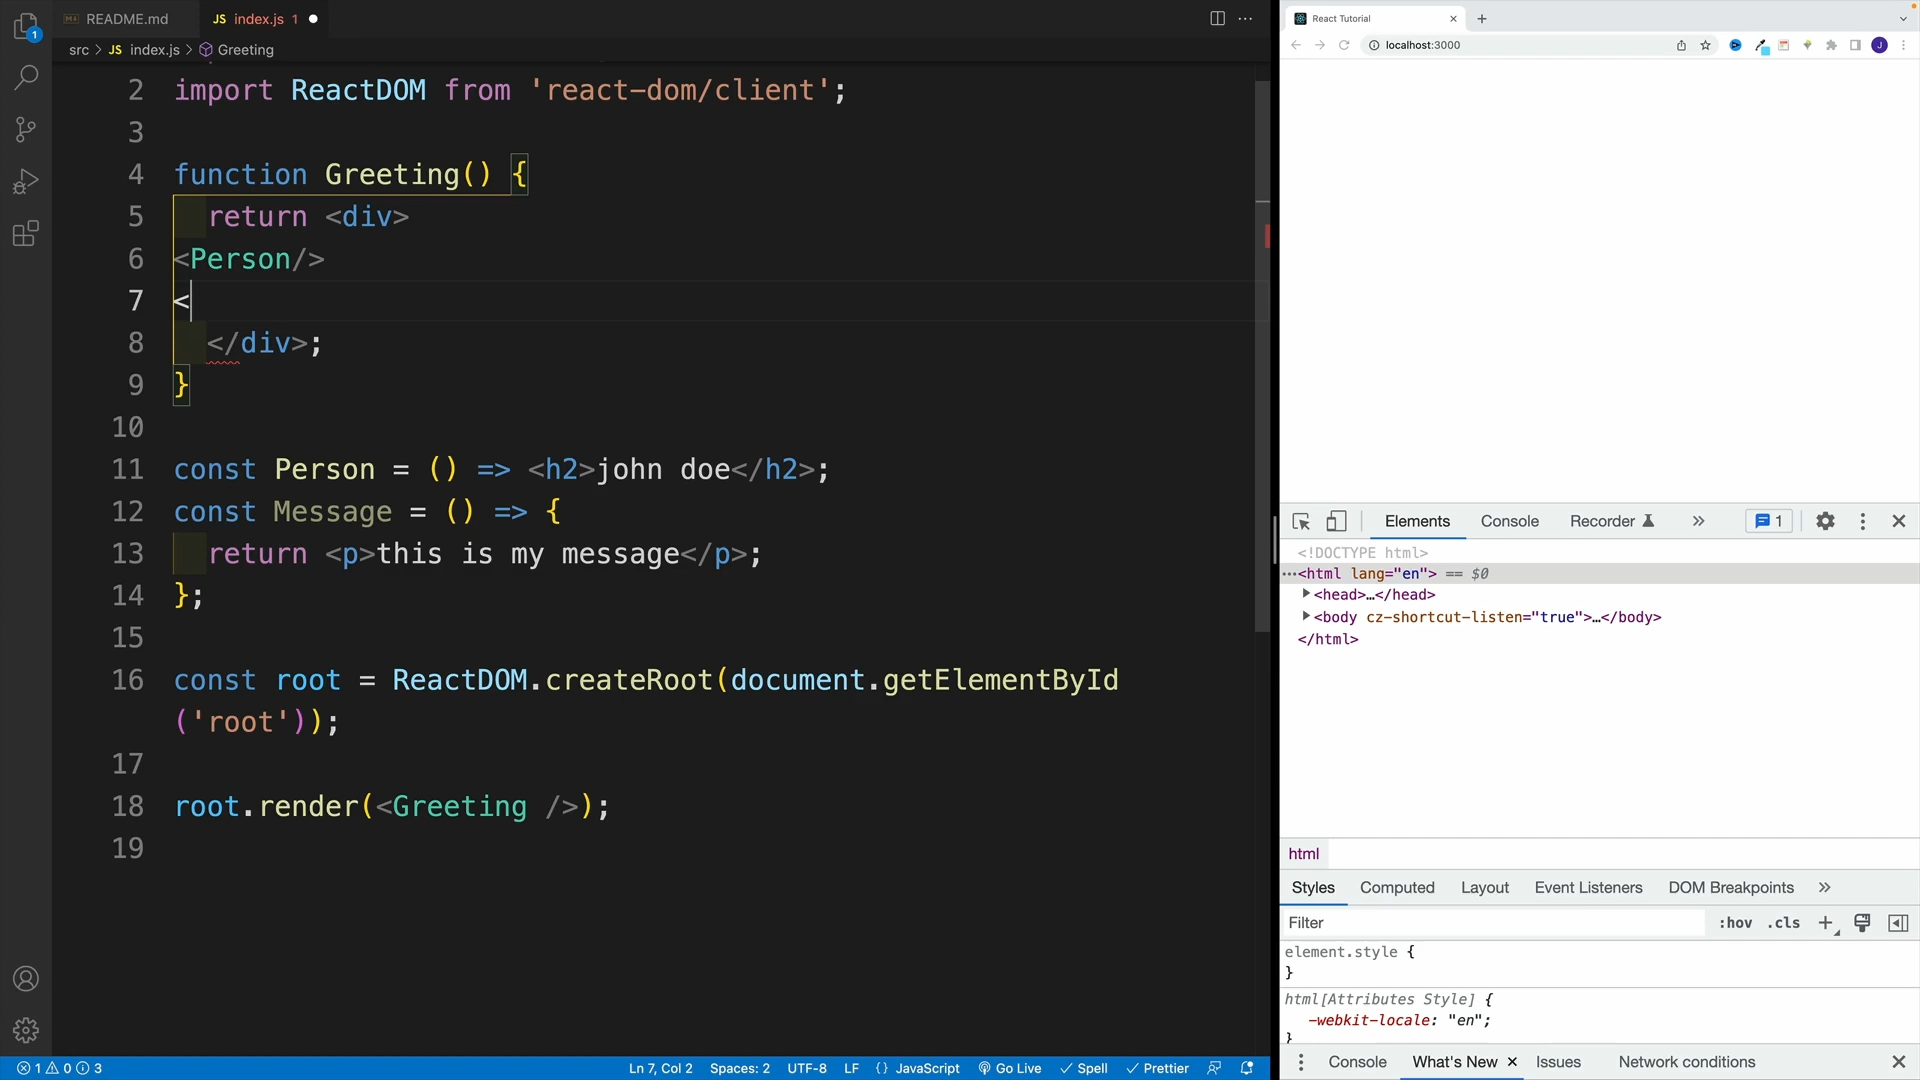 README.md
JS index.js 1
src > JS index.js > Greeting
2 import ReactDOM from 'react-dom/client';
3
4 function Greeting() {
5 return <div>
6 <Person/>
7 <
8 </div>;
9 }
10
11 const Person = () => <h2>john doe</h2>;
12 const Message = () => {
13 return <p>this is my message</p>;
14 };
15
16 const root = ReactDOM.createRoot(document.getElementById
('root'));
17
18 root.render(<Greeting />);
19
1
1 0 3
Ln 7, Col 2 Spaces: 2 UTF-8 LF {} JavaScript Go Live Spell Prettier
React Tutorial
localhost:3000
J
Elements Console Recorder » 1
<!DOCTYPE html>
···<html lang="en"> == $0
<head>…</head>
<body cz-shortcut-listen="true">…</body>
</html>
html
Styles Computed Layout Event Listeners DOM Breakpoints »
Filter :hov .cls +
element.style {
}
html[Attributes Style] {
-webkit-locale: "en";
}
Console What's New × Issues Network conditions